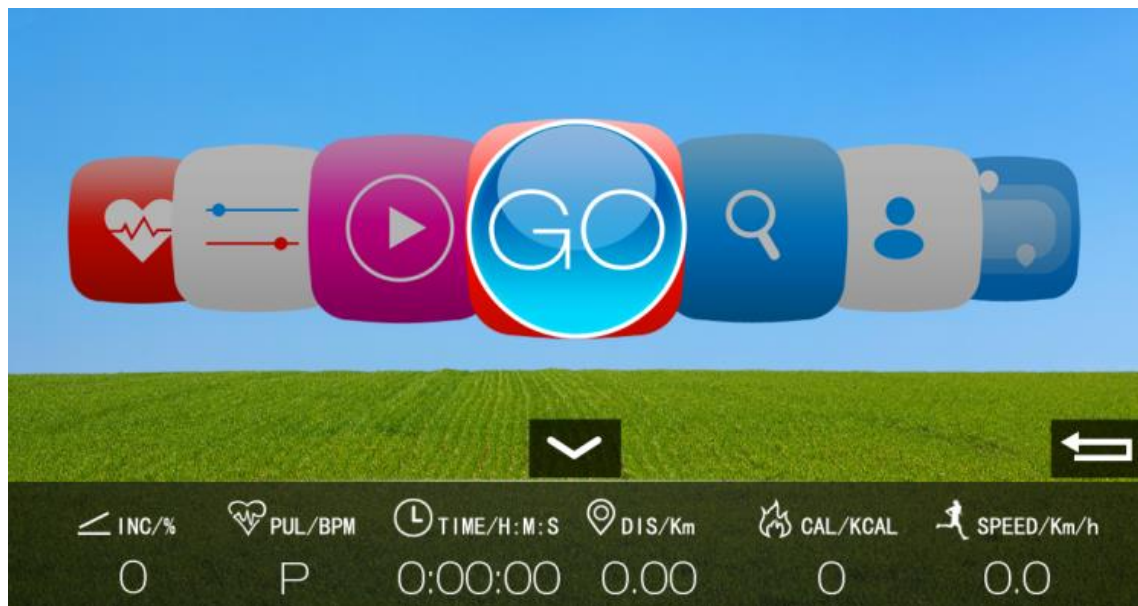 GO
INC/% PUL/BPM TIME/H:M:S DIS/Km CAL/KCAL SPEED/Km/h
0 P 0:00:00 0.00 0 0.0